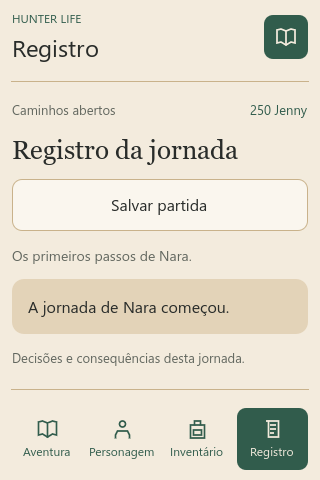 HUNTER LIFE
Registro
Caminhos abertos
250 Jenny
Registro da jornada
Salvar partida
Os primeiros passos de Nara.
A jornada de Nara começou.
Decisões e consequências desta jornada.
Aventura
Personagem
Inventário
Registro